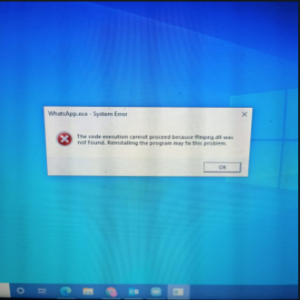 WhatsApp.exe - System Error
The code execution cannot proceed because ffmpeg.dll was
not found. Reinstalling the program may fix this problem.
OK